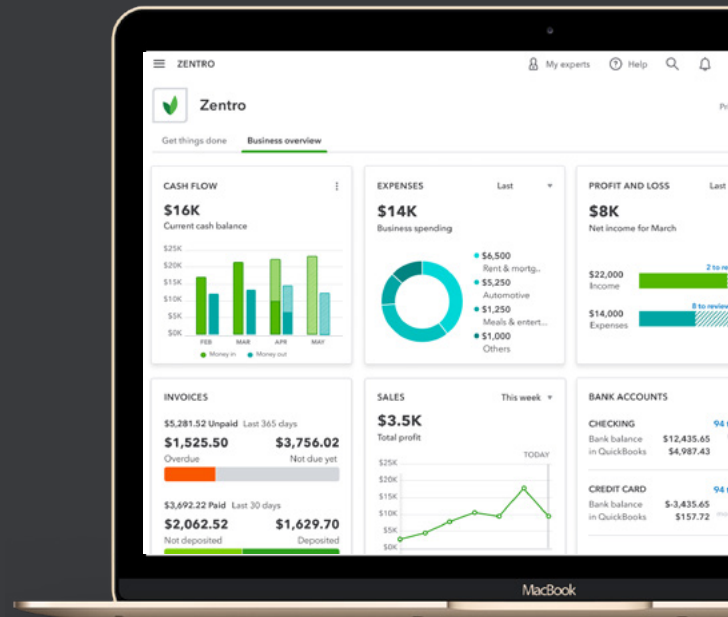 ZENTRO
My experts
Help
Zentro
Get things done
Business overview
CASH FLOW
$16K
Current cash balance
$25K
$20K
$15K
$10K
$5K
$0K
FEB
MAR
APR
MAY
Money in
Money out
EXPENSES
Last
$14K
Business spending
$6,500
Rent & mortg..
$5,250
Automotive
$1,250
Meals & entert...
$1,000
Others
PROFIT AND LOSS
Last
$8K
Net income for March
2 to re
$22,000
Income
8 to review
$14,000
Expenses
INVOICES
$5,281.52 Unpaid Last 365 days
$1,525.50 $3,756.02
Overdue Not due yet
$3,692.22 Paid Last 30 days
$2,062.52 $1,629.70
Not deposited Deposited
SALES
This week
$3.5K
Total profit
TODAY
$25K
$20K
$15K
$10K
$5K
$0K
BANK ACCOUNTS
CHECKING 94
Bank balance $12,435.65
in QuickBooks $4,987.43
CREDIT CARD 94
Bank balance $-3,435.65
in QuickBooks $157.72
MacBook